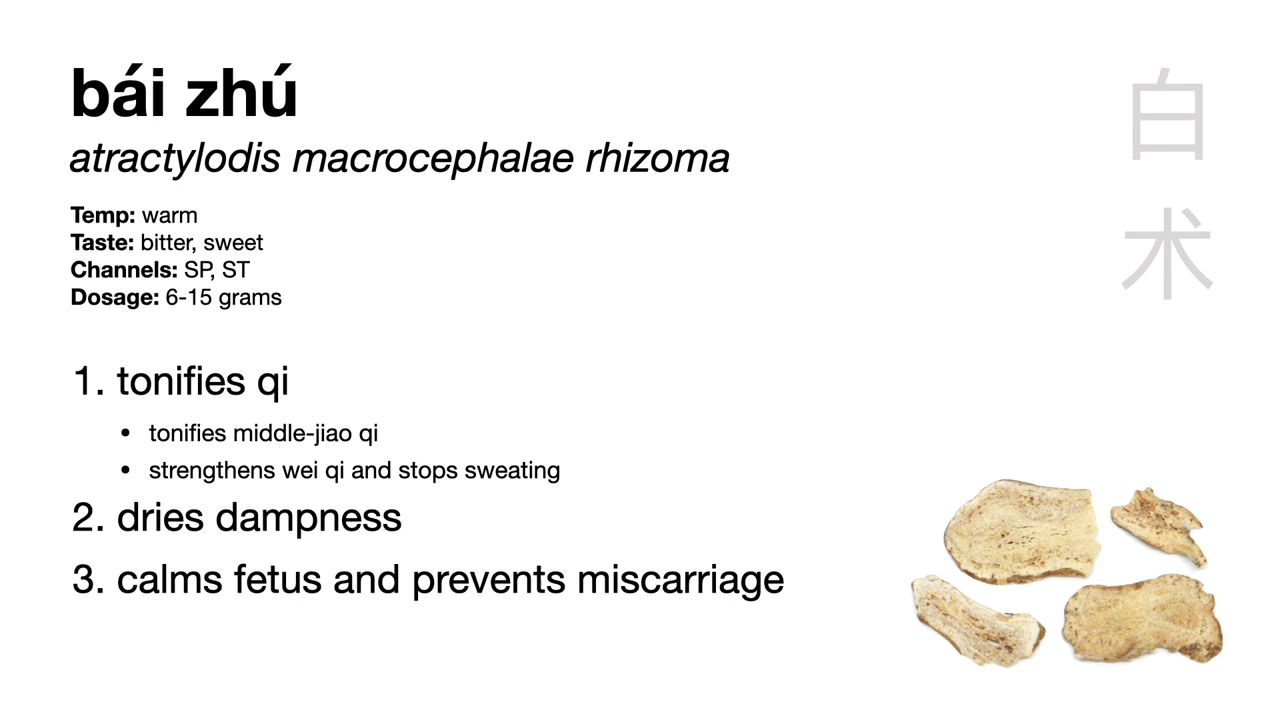 bái zhú
atractylodis macrocephalae rhizoma
Temp: warm
Taste: bitter, sweet
Channels: SP, ST
Dosage: 6-15 grams
1. tonifies qi
• tonifies middle-jiao qi
• strengthens wei qi and stops sweating
2. dries dampness
3. calms fetus and prevents miscarriage
白
术